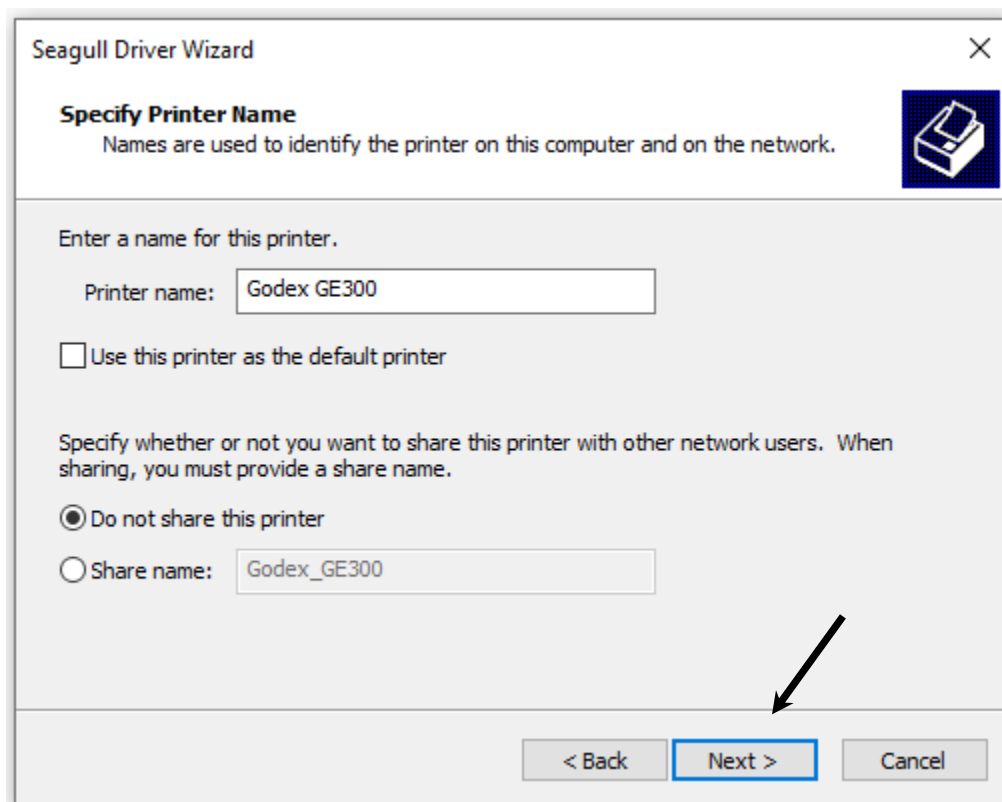 Seagull Driver Wizard
Specify Printer Name
Names are used to identify the printer on this computer and on the network.
Enter a name for this printer.
Printer name: Godex GE300
Use this printer as the default printer
Specify whether or not you want to share this printer with other network users.  When
sharing, you must provide a share name.
Do not share this printer
Share name: Godex_GE300
< Back Next > Cancel